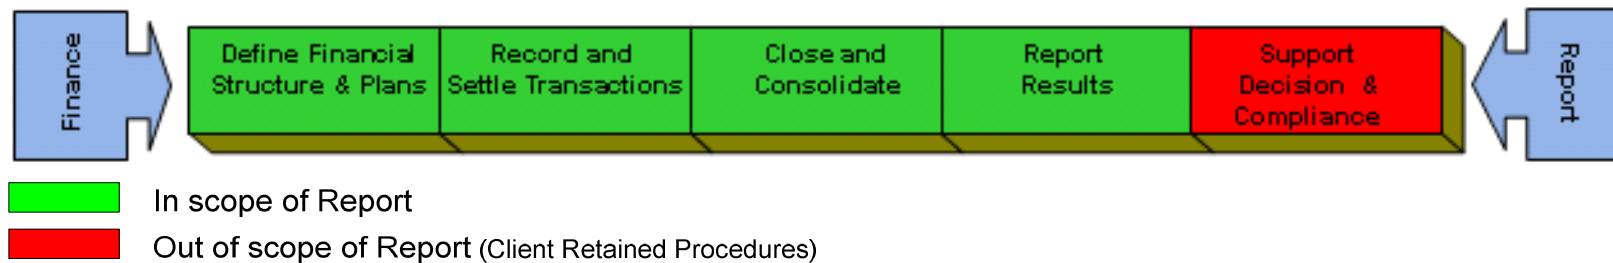 Finance
Define Financial
Structure & Plans
Record and
Settle Transactions
Close and
Consolidate
Report
Results
Support
Decision &
Compliance
Report
In scope of Report
Out of scope of Report (Client Retained Procedures)